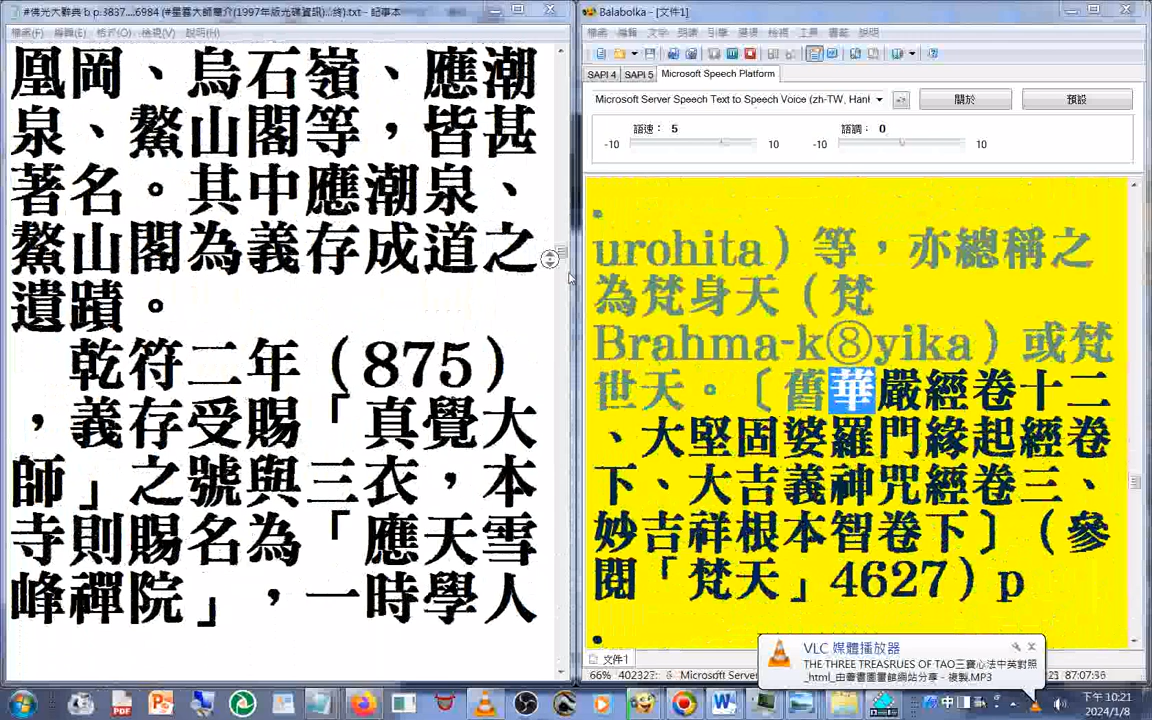 #佛光大辭典 b p.3837....6984 (#星雲大師簡介(1997年版光碟資訊)...終).txt - 記事本
檔案(F) 編輯(E) 格式(O) 檢視(V) 說明(H)
凰岡、烏石嶺、應潮
泉、鰲山閣等，皆甚
著名。其中應潮泉、
鰲山閣為義存成道之
遺蹟。
乾符二年（875）
，義存受賜「真覺大
師」之號與三衣，本
寺則賜名為「應天雪
峰禪院」，一時學人
Balabolka - [文件1]
檔案 編輯 文字 朗讀 引擎 選項 檢視 工具 書籤 說明
SAPI 4 SAPI 5 Microsoft Speech Platform
Microsoft Server Speech Text to Speech Voice (zh-TW, Hanl
關於
預設
語速： 5
語調： 0
-10 10 -10 10
urohita）等，亦總稱之
為梵身天（梵
Brahma-k⑧yika）或梵
世天。〔舊華嚴經卷十二
、大堅固婆羅門緣起經卷
下、大吉義神咒經卷三、
妙吉祥根本智卷下〕（參
閱「梵天」4627）p
文件1
66% 87:07:38
VLC 媒體播放器
THE THREE TREASRUES OF TAO三寶心法中英對照
_html_由善書圖書館網站分享 - 複製.MP3
下午 10:21
2024/1/8